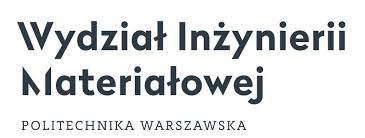 Wydział Inżynierii
Materiałowej
POLITECHNIKA WARSZAWSKA